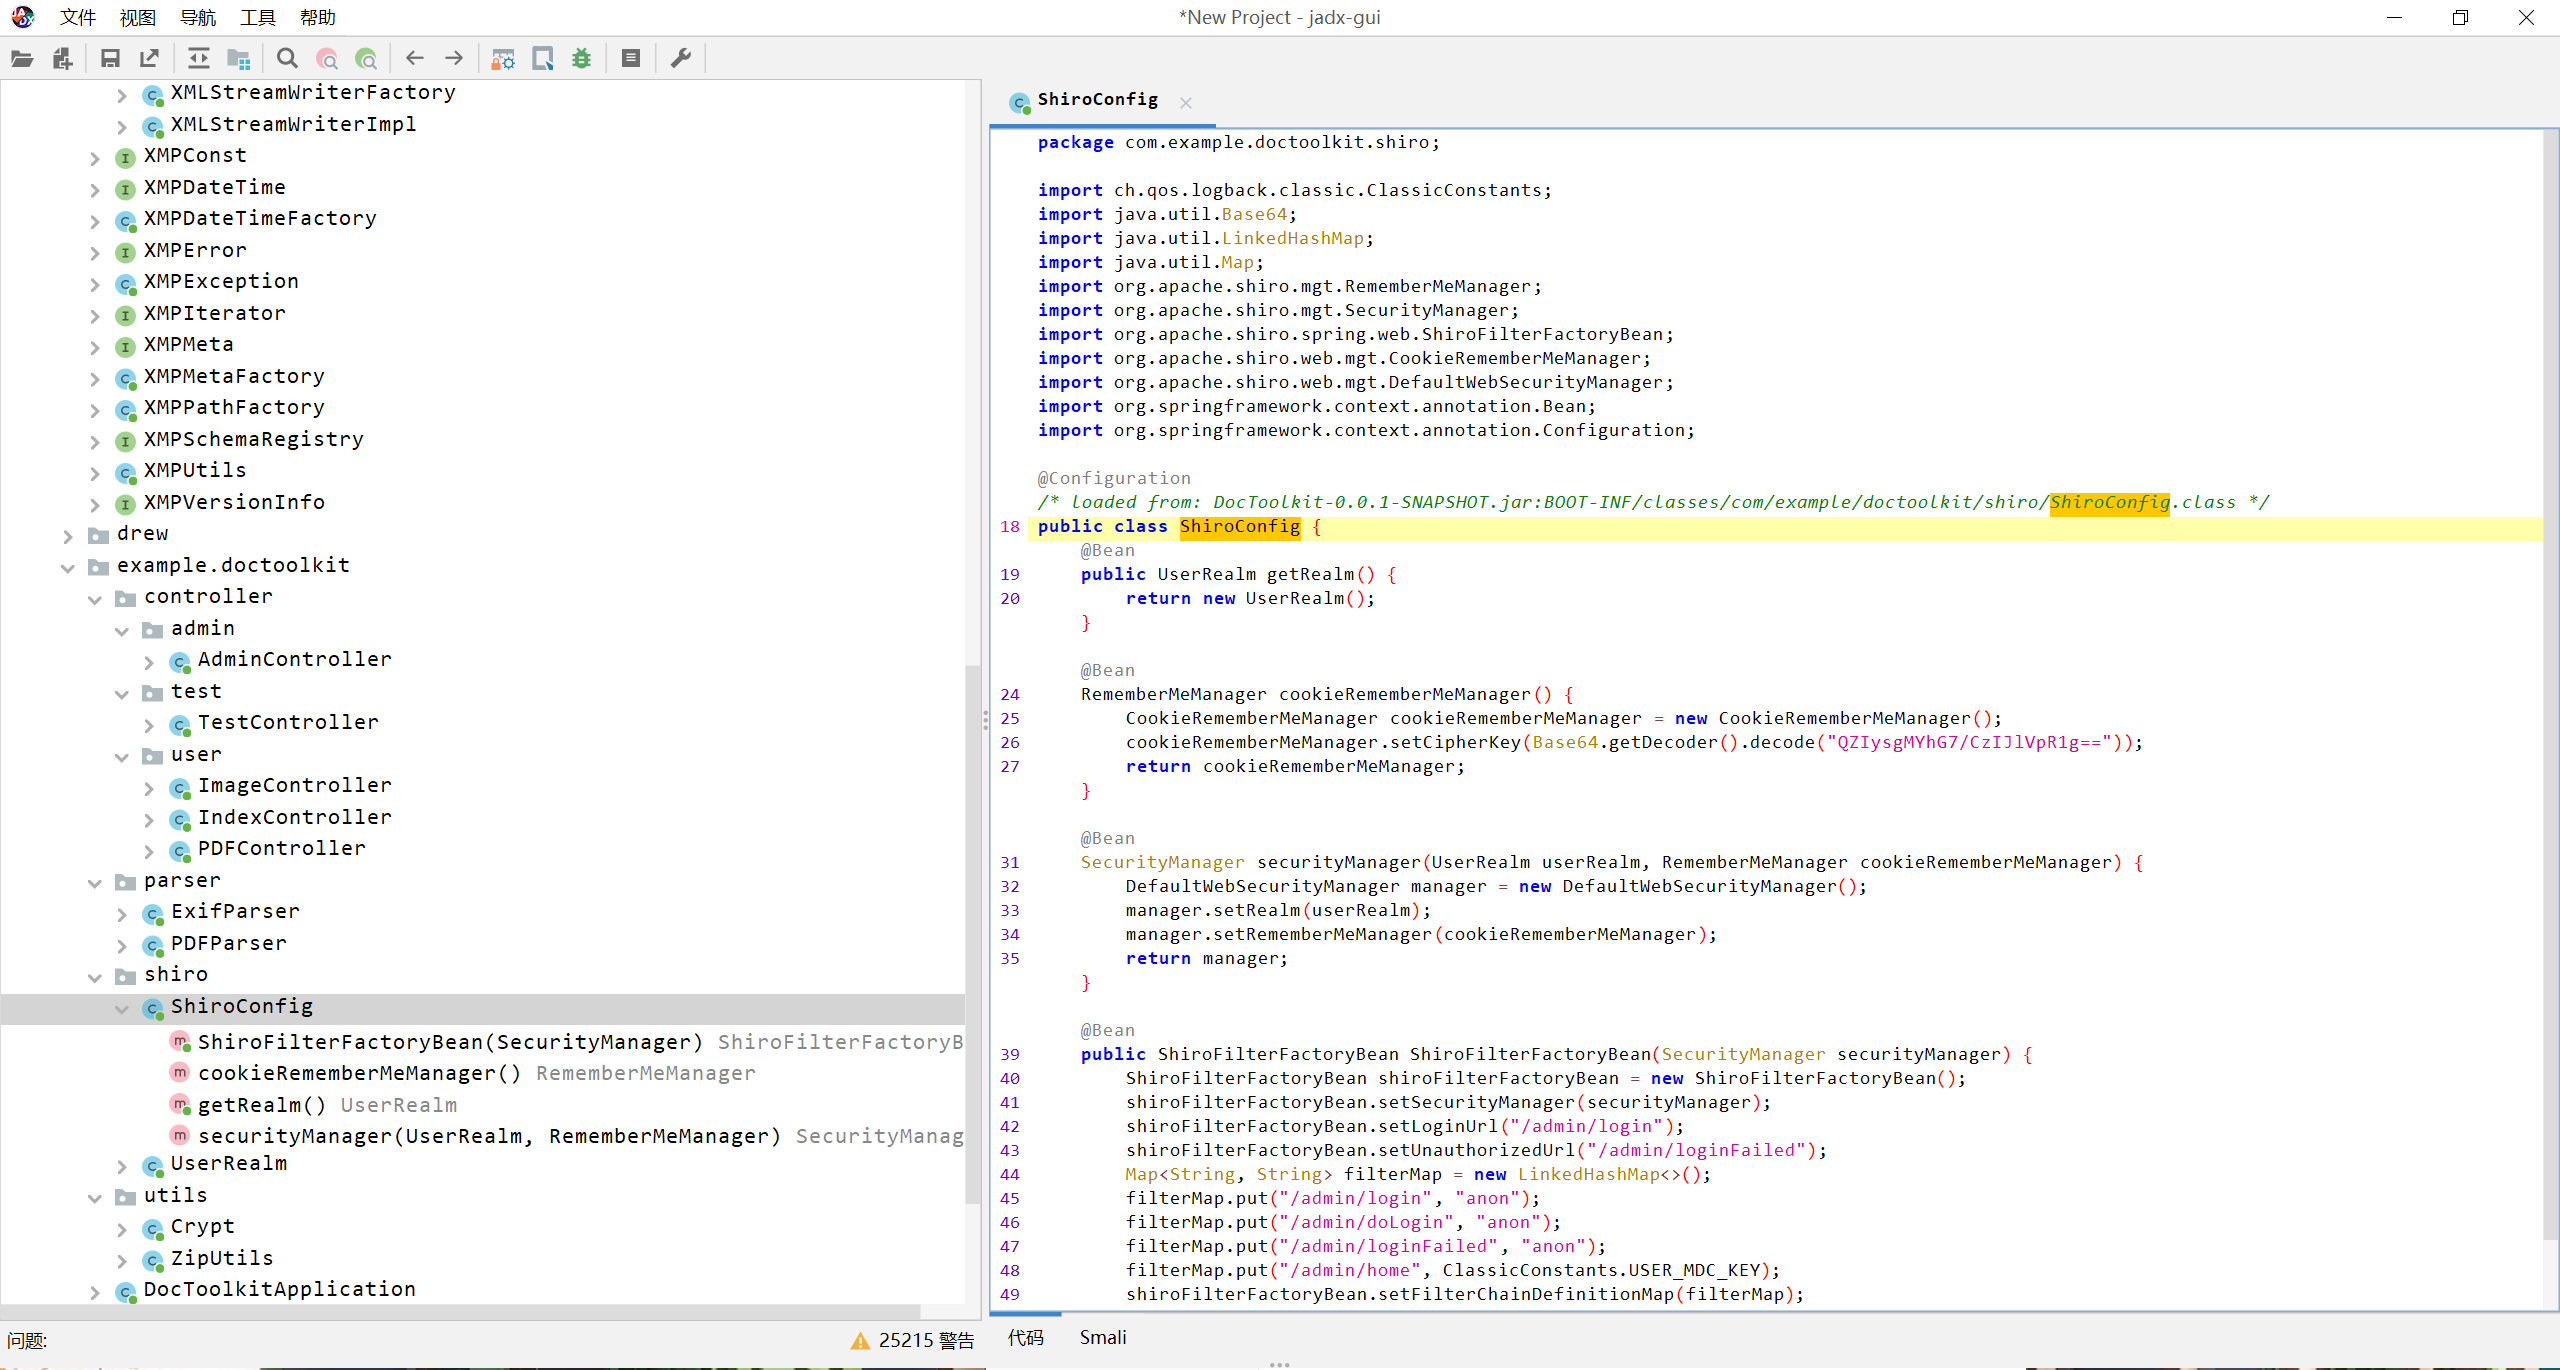 文件 视图 导航 工具 帮助
*New Project - jadx-gui
XMLStreamWriterFactory
XMLStreamWriterImpl
XMPConst
XMPDateTime
XMPDateTimeFactory
XMPError
XMPException
XMPIterator
XMPMeta
XMPMetaFactory
XMPPathFactory
XMPSchemaRegistry
XMPUtils
XMPVersionInfo
drew
example.doctoolkit
controller
admin
AdminController
test
TestController
user
ImageController
IndexController
PDFController
parser
ExifParser
PDFParser
shiro
ShiroConfig
ShiroFilterFactoryBean(SecurityManager) ShiroFilterFactoryB
cookieRememberMeManager() RememberMeManager
getRealm() UserRealm
securityManager(UserRealm, RememberMeManager) SecurityManag
UserRealm
utils
Crypt
ZipUtils
DocToolkitApplication
问题:
25215 警告
ShiroConfig
package com.example.doctoolkit.shiro;
import ch.qos.logback.classic.ClassicConstants;
import java.util.Base64;
import java.util.LinkedHashMap;
import java.util.Map;
import org.apache.shiro.mgt.RememberMeManager;
import org.apache.shiro.mgt.SecurityManager;
import org.apache.shiro.spring.web.ShiroFilterFactoryBean;
import org.apache.shiro.web.mgt.CookieRememberMeManager;
import org.apache.shiro.web.mgt.DefaultWebSecurityManager;
import org.springframework.context.annotation.Bean;
import org.springframework.context.annotation.Configuration;
@Configuration
/* loaded from: DocToolkit-0.0.1-SNAPSHOT.jar:BOOT-INF/classes/com/example/doctoolkit/shiro/ShiroConfig.class */
18 public class ShiroConfig {
@Bean
19 public UserRealm getRealm() {
20 return new UserRealm();
}
@Bean
24 RememberMeManager cookieRememberMeManager() {
25 CookieRememberMeManager cookieRememberMeManager = new CookieRememberMeManager();
26 cookieRememberMeManager.setCipherKey(Base64.getDecoder().decode("QZIysgMYhG7/CzIJlVpR1g=="));
27 return cookieRememberMeManager;
}
@Bean
31 SecurityManager securityManager(UserRealm userRealm, RememberMeManager cookieRememberMeManager) {
32 DefaultWebSecurityManager manager = new DefaultWebSecurityManager();
33 manager.setRealm(userRealm);
34 manager.setRememberMeManager(cookieRememberMeManager);
35 return manager;
}
@Bean
39 public ShiroFilterFactoryBean ShiroFilterFactoryBean(SecurityManager securityManager) {
40 ShiroFilterFactoryBean shiroFilterFactoryBean = new ShiroFilterFactoryBean();
41 shiroFilterFactoryBean.setSecurityManager(securityManager);
42 shiroFilterFactoryBean.setLoginUrl("/admin/login");
43 shiroFilterFactoryBean.setUnauthorizedUrl("/admin/loginFailed");
44 Map<String, String> filterMap = new LinkedHashMap<>();
45 filterMap.put("/admin/login", "anon");
46 filterMap.put("/admin/doLogin", "anon");
47 filterMap.put("/admin/loginFailed", "anon");
48 filterMap.put("/admin/home", ClassicConstants.USER_MDC_KEY);
49 shiroFilterFactoryBean.setFilterChainDefinitionMap(filterMap);
代码 Smali